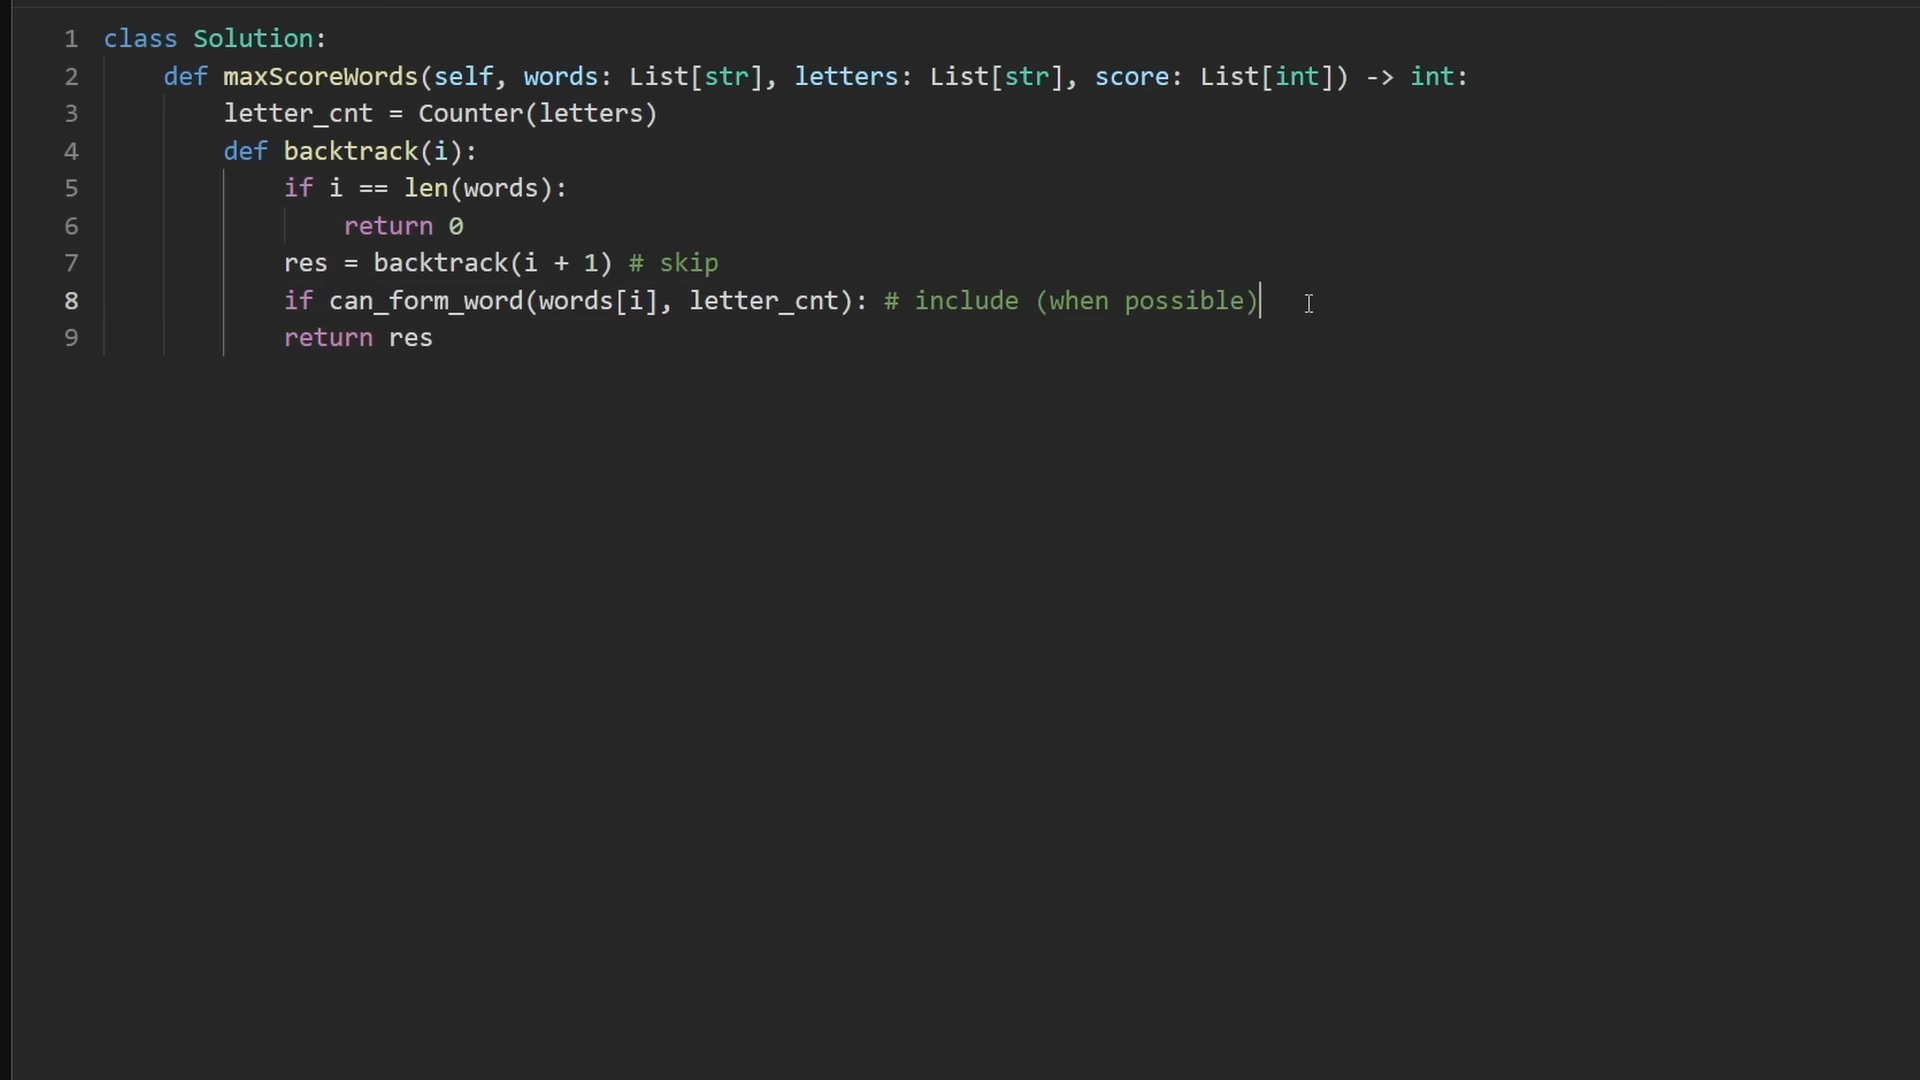 1 class Solution:
2 def maxScoreWords(self, words: List[str], letters: List[str], score: List[int]) -> int:
3 letter_cnt = Counter(letters)
4 def backtrack(i):
5 if i == len(words):
6 return 0
7 res = backtrack(i + 1) # skip
8 if can_form_word(words[i], letter_cnt): # include (when possible)
9 return res